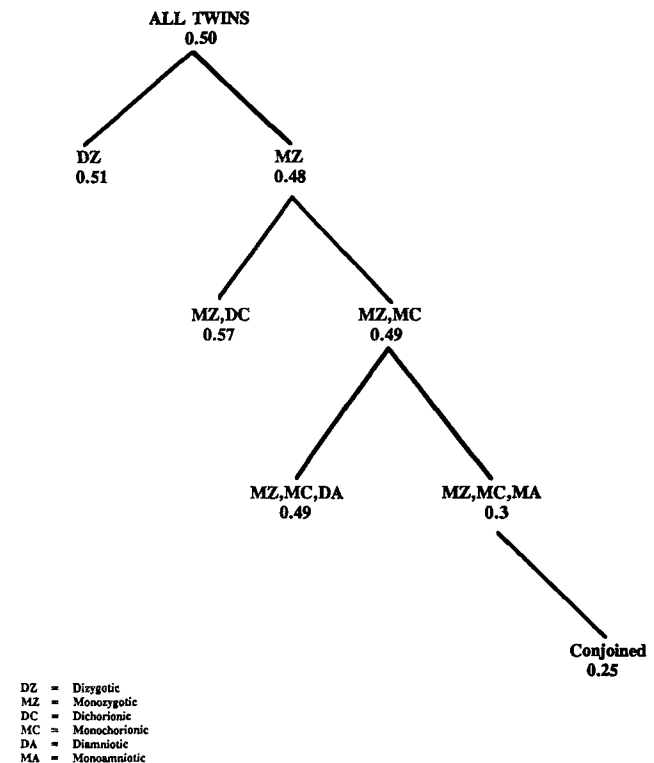 ALL TWINS
0.50
DZ
0.51
MZ
0.48
MZ,DC
0.57
MZ,MC
0.49
MZ,MC,DA
0.49
MZ,MC,MA
0.3
Conjoined
0.25
DZ = Dizygotic
MZ = Monozygotic
DC = Dichorionic
MC = Monochorionic
DA = Diamniotic
MA = Monoamniotic